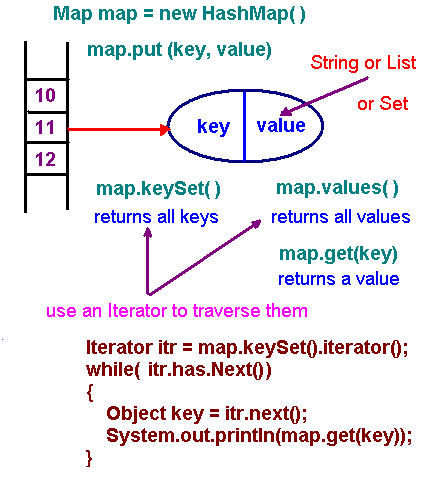 Map map = new HashMap( )
map.put (key, value)
String or List
or Set
10
11
12
key
value
map.keySet( )
map.values( )
returns all keys
returns all values
map.get(key)
returns a value
use an Iterator to traverse them
Iterator itr = map.keySet().iterator();
while( itr.has.Next())
{
Object key = itr.next();
System.out.println(map.get(key));
}